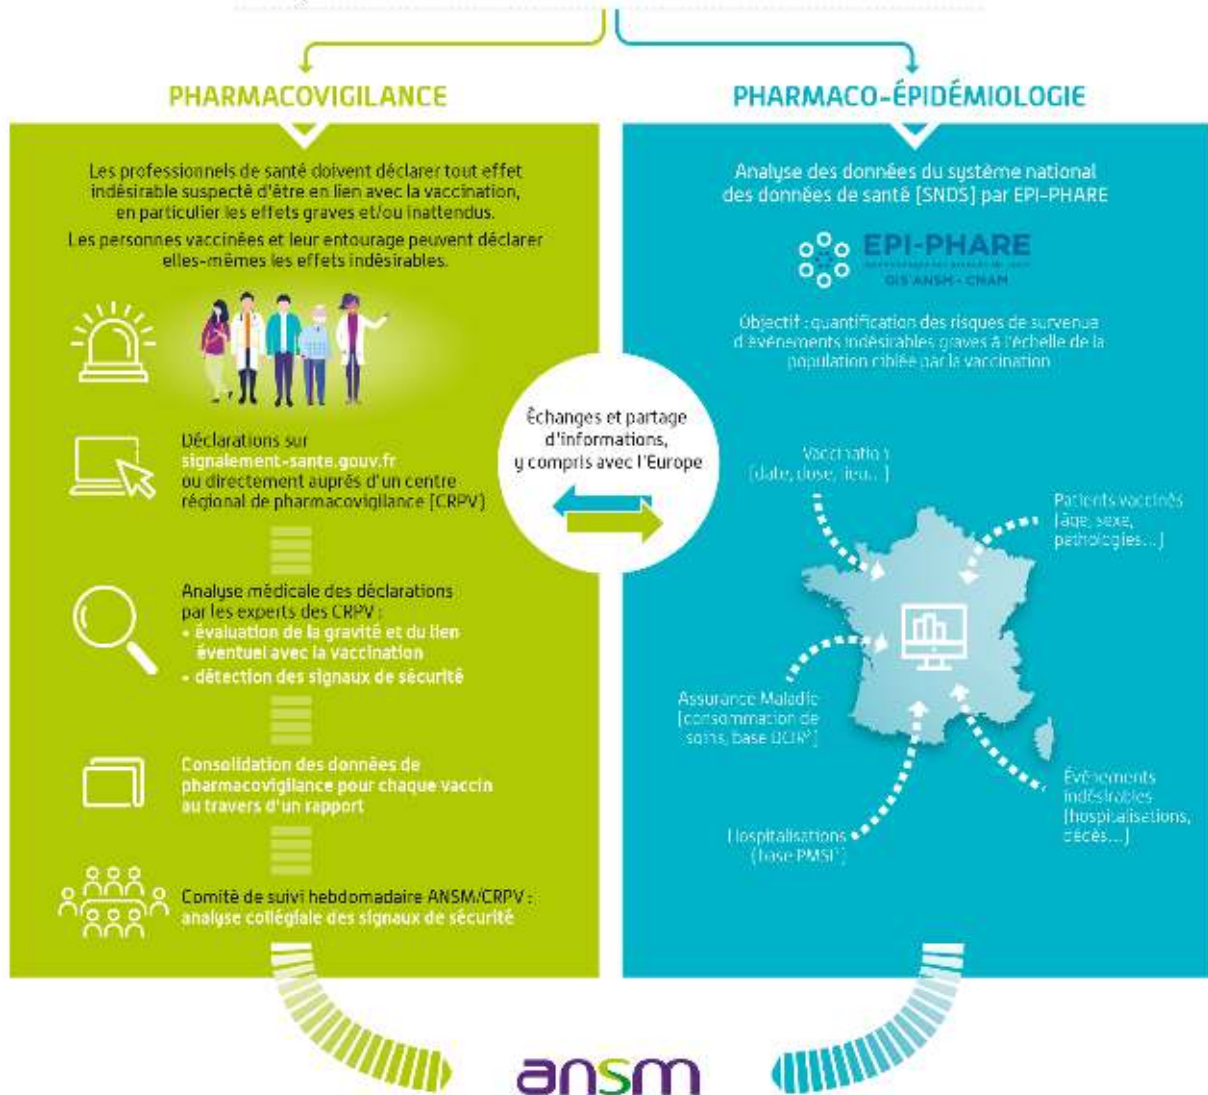 PHARMACOVIGILANCE
Les professionnels de santé doivent déclarer tout effet
indésirable suspecté d'être en lien avec la vaccination,
en particulier les effets graves et/ou inattendus.
Les personnes vaccinées et leur entourage peuvent déclarer
elles-mêmes les effets indésirables.
Déclarations sur
signalement-sante.gouv.fr
ou directement auprès d'un centre
régional de pharmacovigilance [CRPV]
Analyse médicale des déclarations
par les experts des CRPV :
• évaluation de la gravité et du lien
éventuel avec la vaccination
• détection des signaux de sécurité
Consolidation des données de
pharmacovigilance pour chaque vaccin
au travers d'un rapport
Comité de suivi hebdomadaire ANSM/CRPV :
analyse collégiale des signaux de sécurité
Échanges et partage
d'informations,
y compris avec l'Europe
PHARMACO-ÉPIDÉMIOLOGIE
Analyse des données du système national
des données de santé [SNDS] par EPI-PHARE
EPI-PHARE
GIS ANSM - CNAM
Objectif : quantification des risques de survenue
d'événements indésirables graves à l'échelle de la
population ciblée par la vaccination
Vaccination
[date, dose, lieu...]
Patients vaccinés
[âge, sexe,
pathologies...]
Assurance Maladie
[consommation de
soins, base DCIR]
Hospitalisations
[base PMSI]
Événements
indésirables
[hospitalisations,
décès...]
ansm